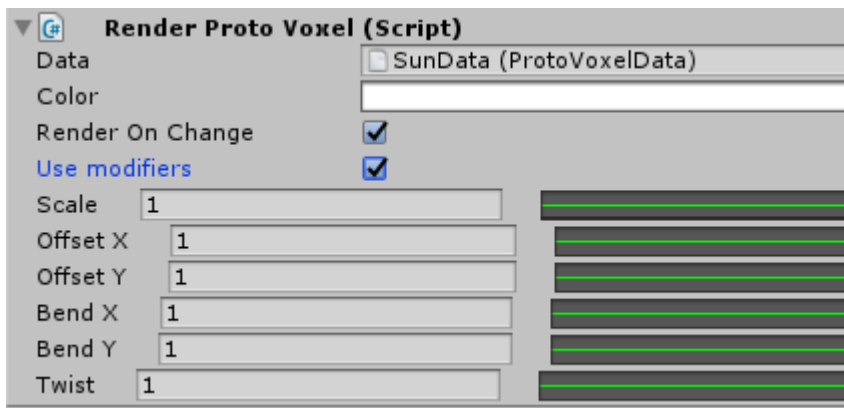 Render Proto Voxel (Script)
Data SunData (ProtoVoxelData)
Color
Render On Change
Use modifiers
Scale 1
Offset X 1
Offset Y 1
Bend X 1
Bend Y 1
Twist 1